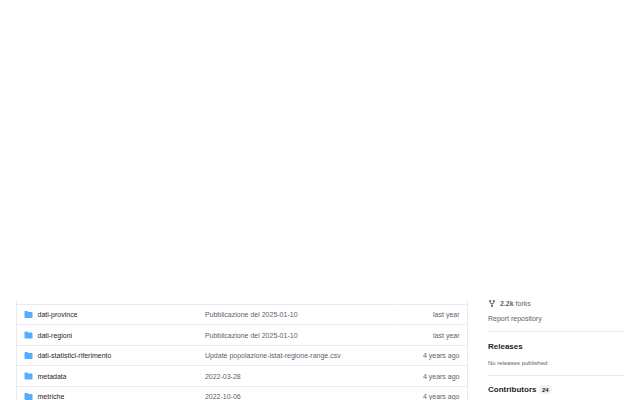 2.2k forks
dati-province Pubblicazione del 2025-01-10 last year
Report repository
dati-regioni Pubblicazione del 2025-01-10 last year
Releases
dati-statistici-riferimento Update popolazione-istat-regione-range.csv 4 years ago
No releases published
metadata 2022-03-28 4 years ago
Contributors 24
metriche 2022-10-06 4 years ago